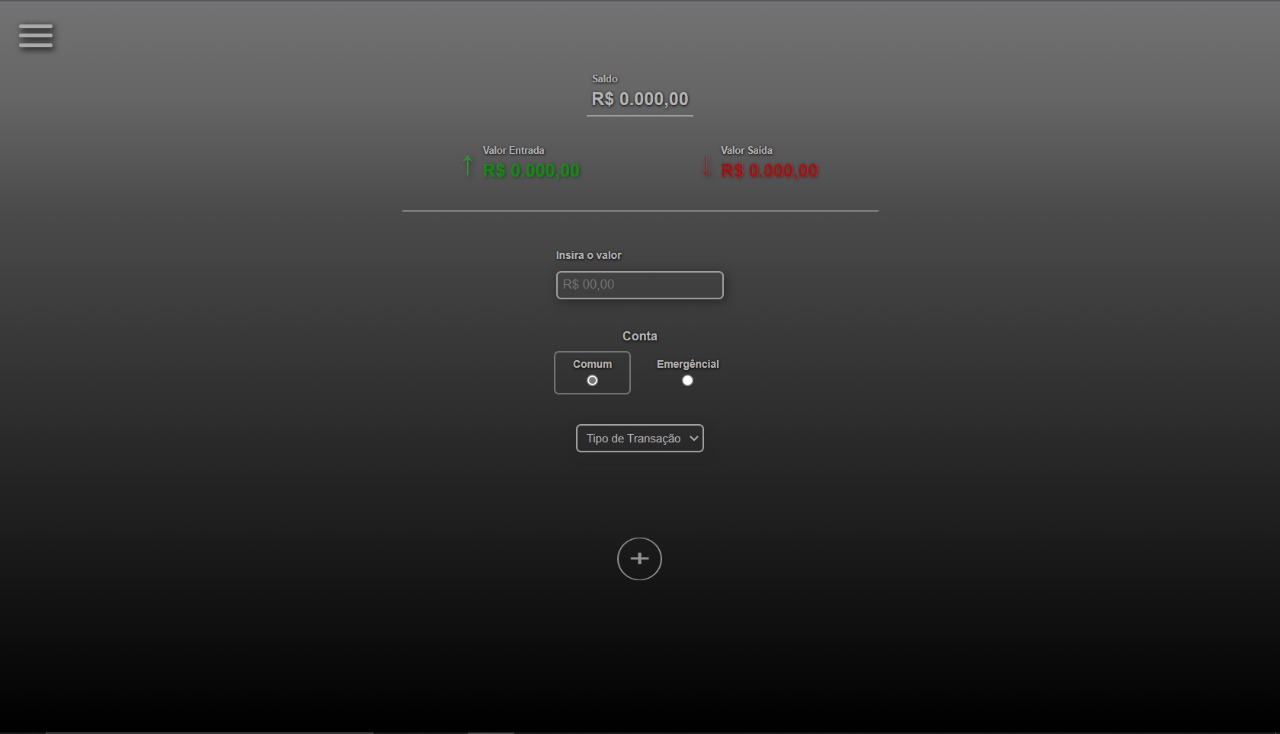 Saldo
R$ 0.000,00
Valor Entrada
↑ R$ 0.000,00
Valor Saída
↓ R$ 0.000,00
Insira o valor
R$ 00,00
Conta
Comum
Emergêncial
Tipo de Transação
+